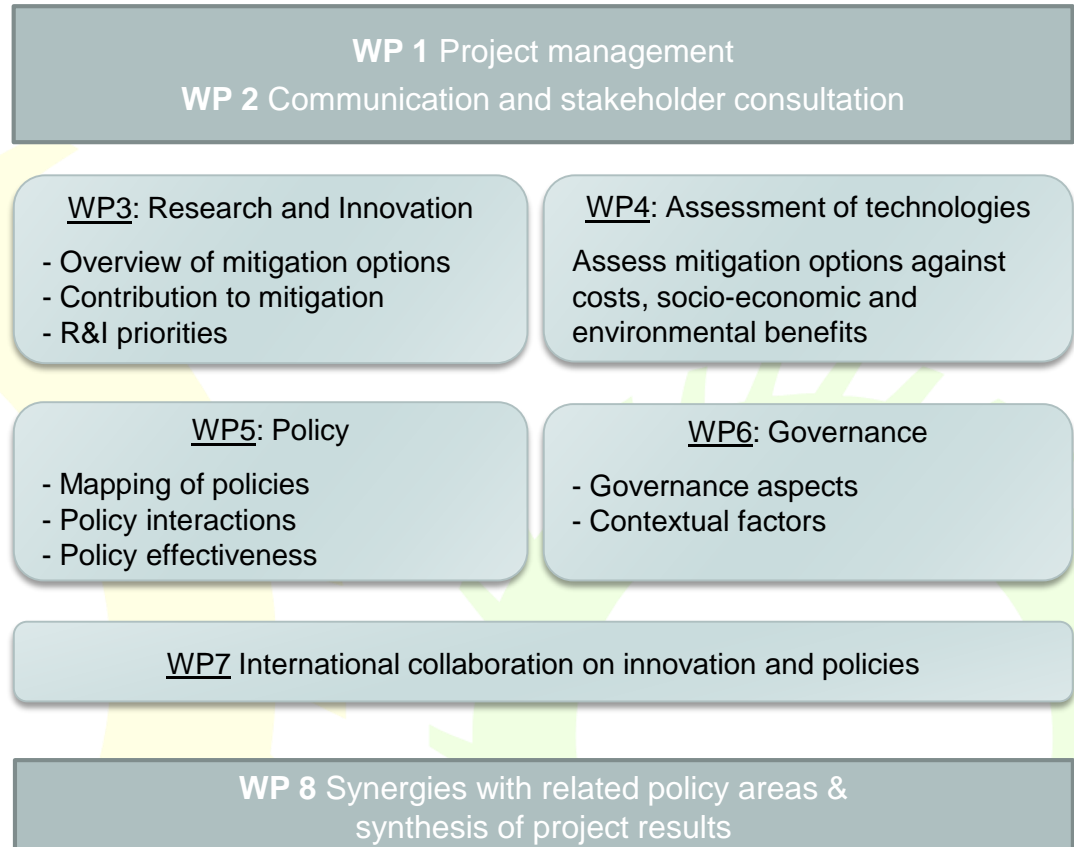 WP 1 Project management
WP 2 Communication and stakeholder consultation
WP3: Research and Innovation
- Overview of mitigation options
- Contribution to mitigation
- R&I priorities
WP4: Assessment of technologies
Assess mitigation options against
costs, socio-economic and
environmental benefits
WP5: Policy
- Mapping of policies
- Policy interactions
- Policy effectiveness
WP6: Governance
- Governance aspects
- Contextual factors
WP7 International collaboration on innovation and policies
WP 8 Synergies with related policy areas &
synthesis of project results